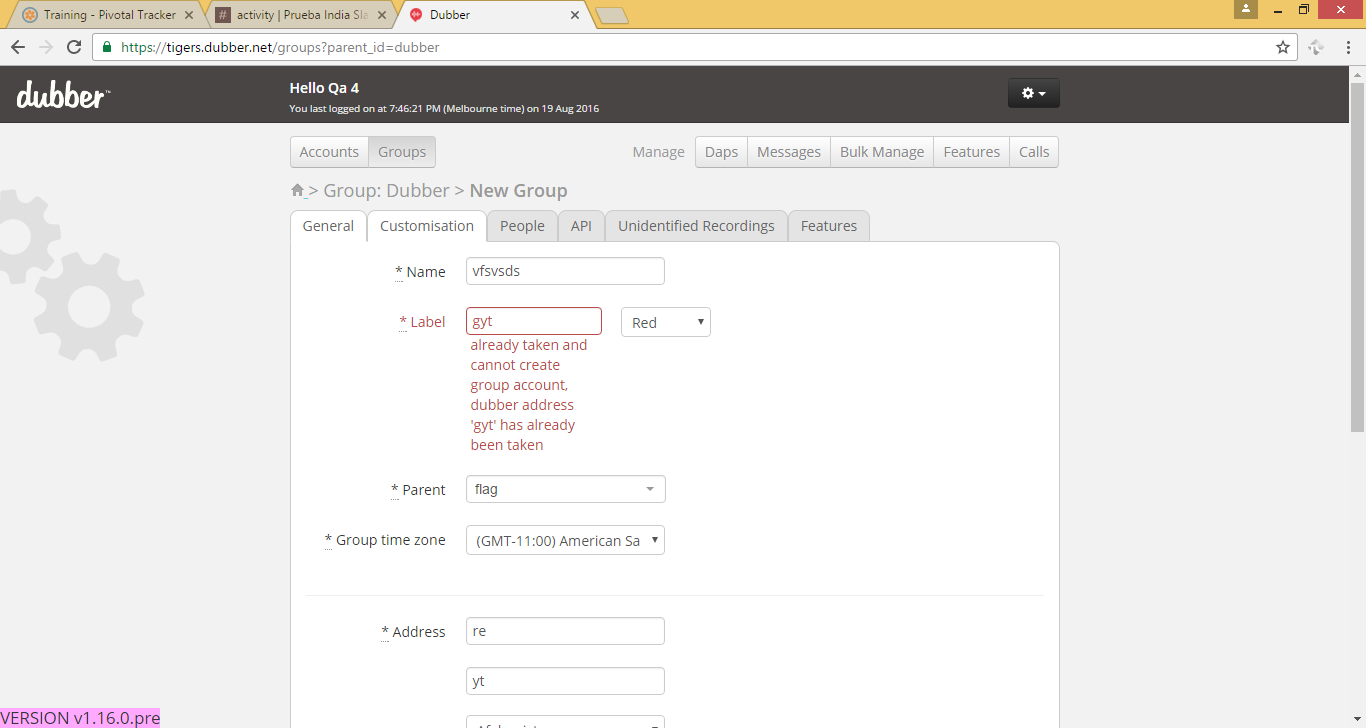 Training - Pivotal Tracker
activity | Prueba India Sla
Dubber
https://tigers.dubber.net/groups?parent_id=dubber
dubber™
Hello Qa 4
You last logged on at 7:46:21 PM (Melbourne time) on 19 Aug 2016
Accounts Groups Manage Daps Messages Bulk Manage Features Calls
> Group: Dubber > New Group
General Customisation People API Unidentified Recordings Features
* Name vfsvsds
* Label gyt Red
already taken and
cannot create
group account,
dubber address
'gyt' has already
been taken
* Parent flag
* Group time zone (GMT-11:00) American Sa
* Address re
yt
VERSION v1.16.0.pre